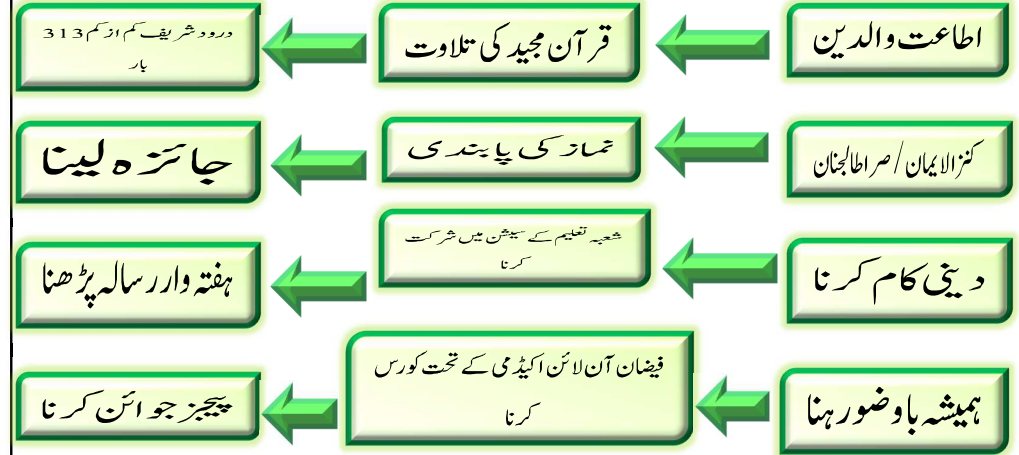 اطاعت والدین
قرآن مجید کی تلاوت
درود شریف کم از کم 313
بار
کنزالایمان/صراط الجنان
نماز کی پابندی
جائزہ لینا
دینی کام کرنا
شعبہ تعلیم کے سیشن میں شرکت
کرنا
ہفتہ وار رسالہ پڑھنا
ہمیشہ باوضو رہنا
فیضان آن لائن اکیڈمی کے تحت کورس
کرنا
پیجیز جوائن کرنا